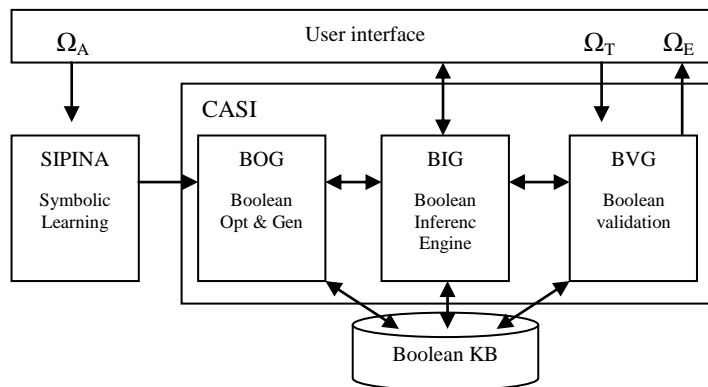 User interface
Ω_A
Ω_T
Ω_E
CASI
SIPINA
Symbolic
Learning
BOG
Boolean
Opt & Gen
BIG
Boolean
Inferenc
Engine
BVG
Boolean
validation
Boolean KB